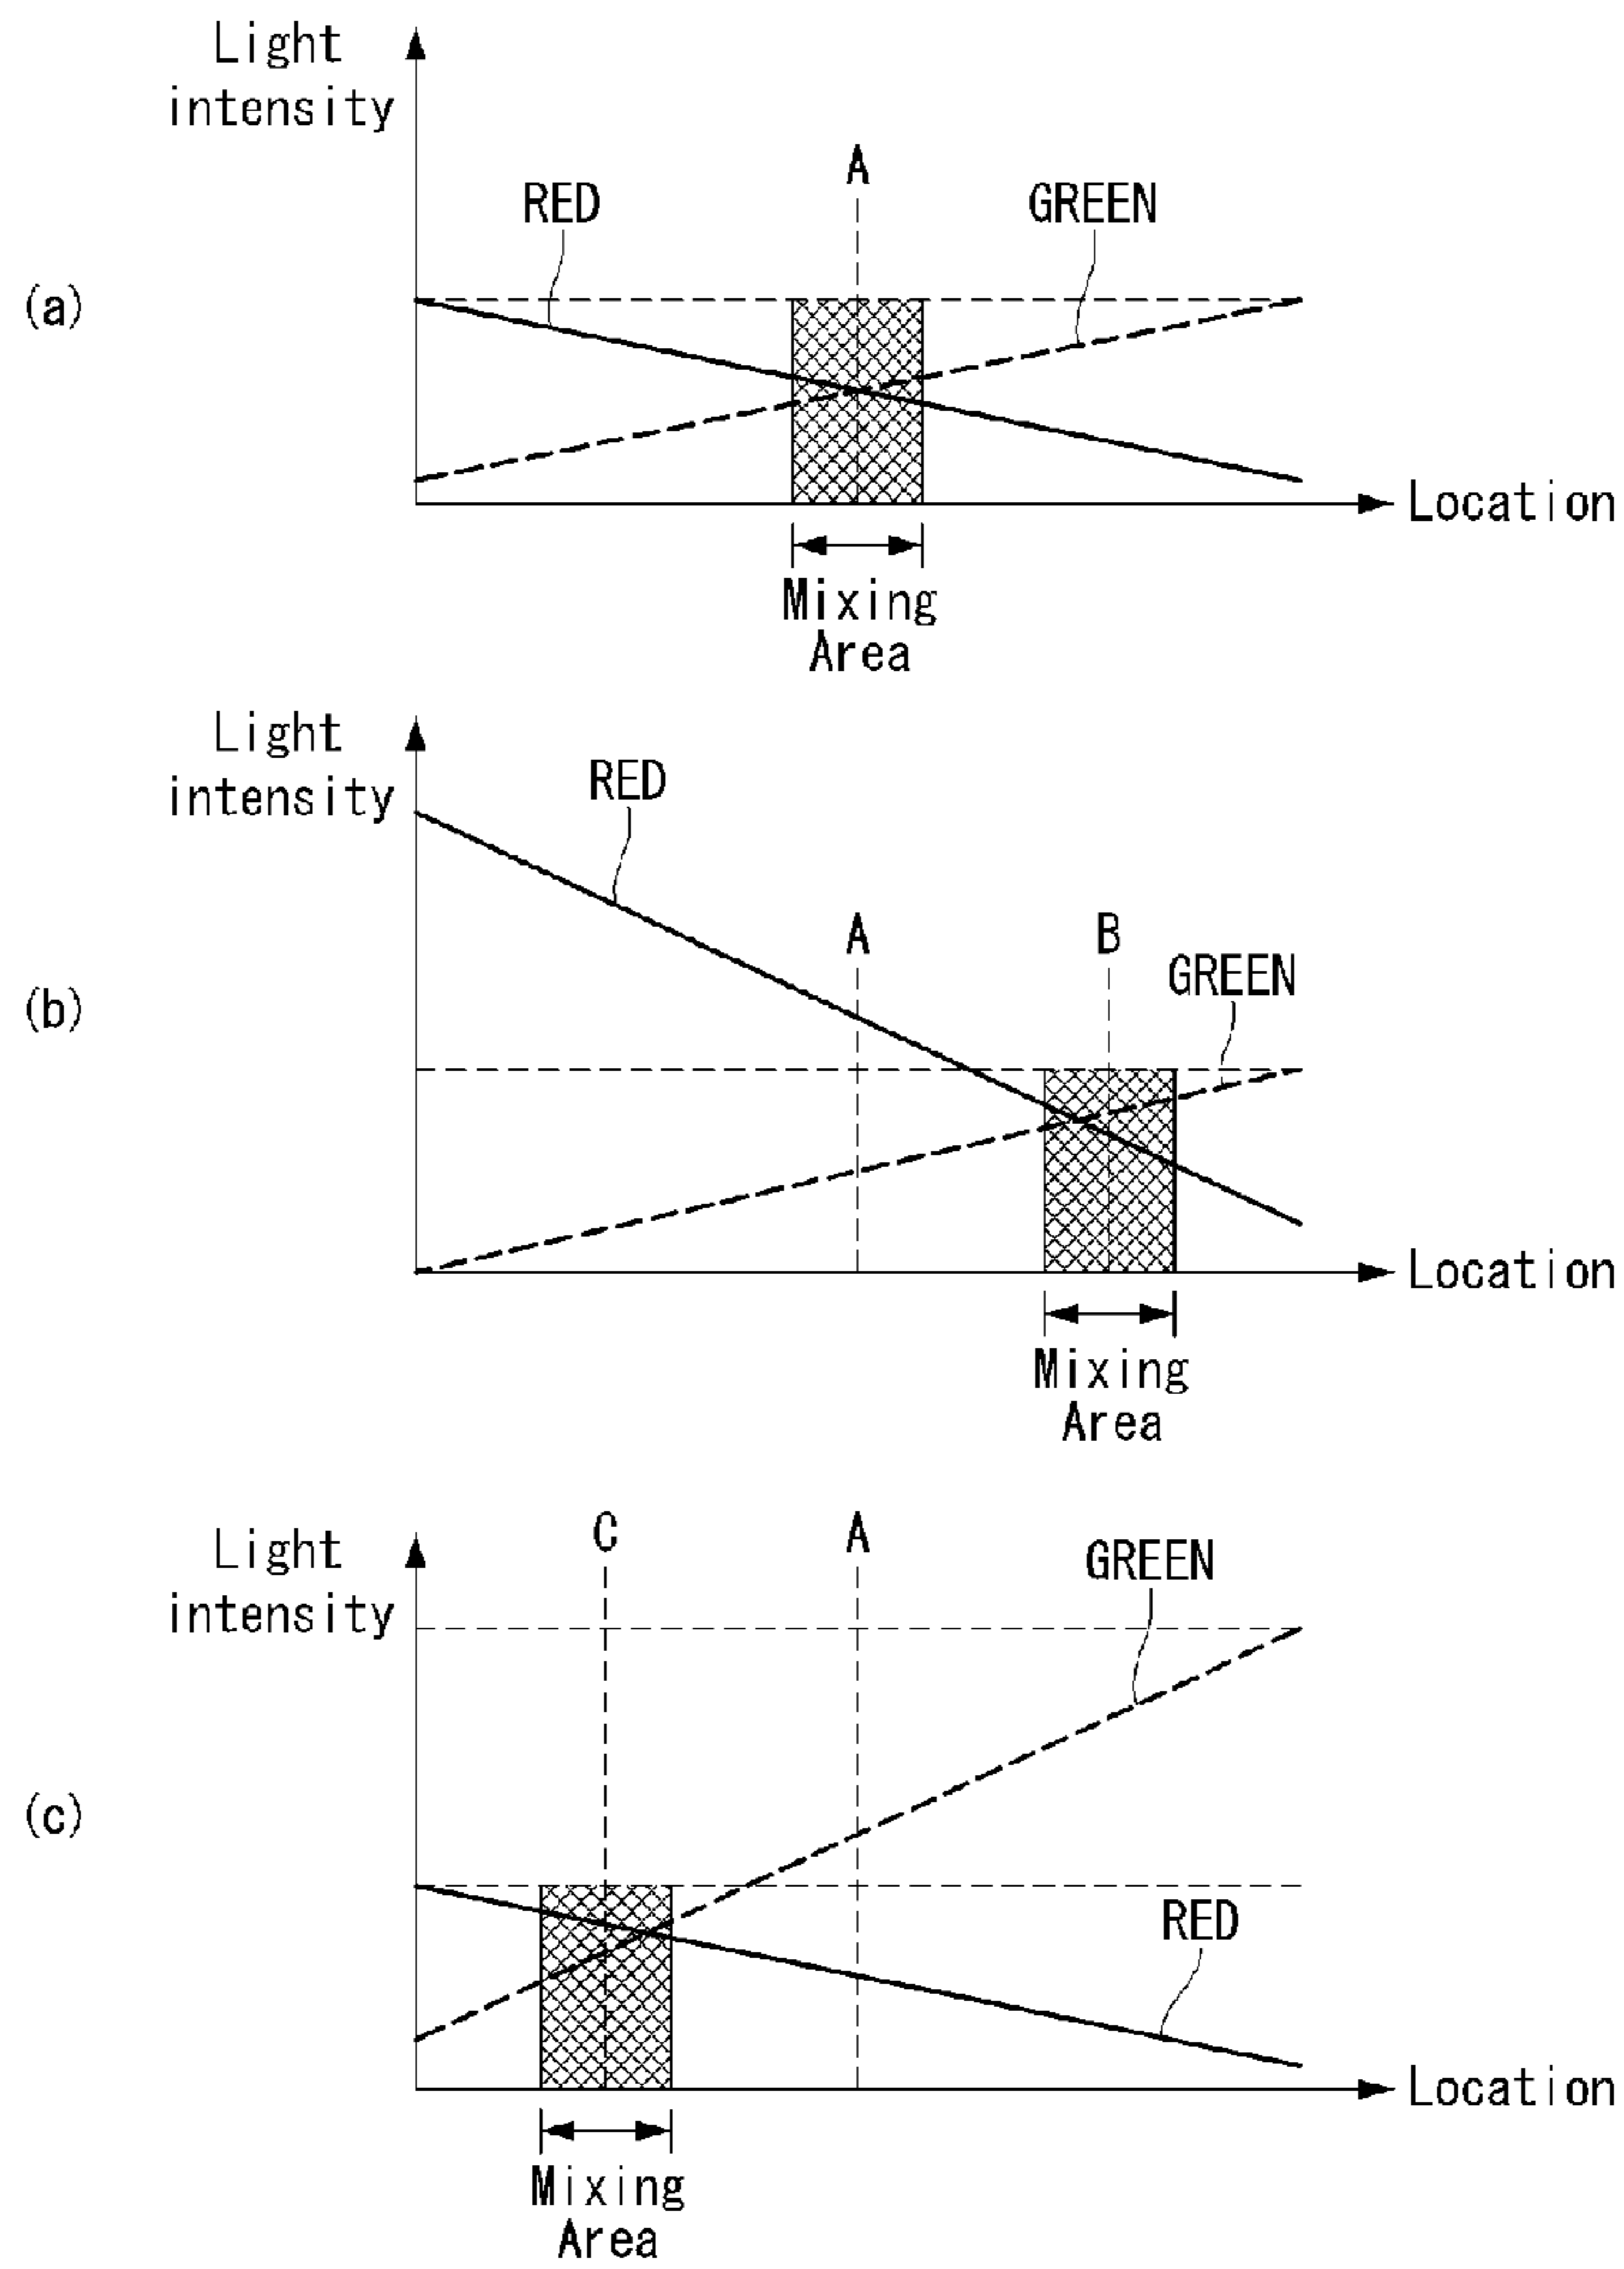 Light
intensity
A
RED
GREEN
(a)
Location
Mixing
Area
Light
intensity
RED
A
B
GREEN
(b)
Location
Mixing
Area
C
A
Light
intensity
GREEN
(c)
RED
Location
Mixing
Area